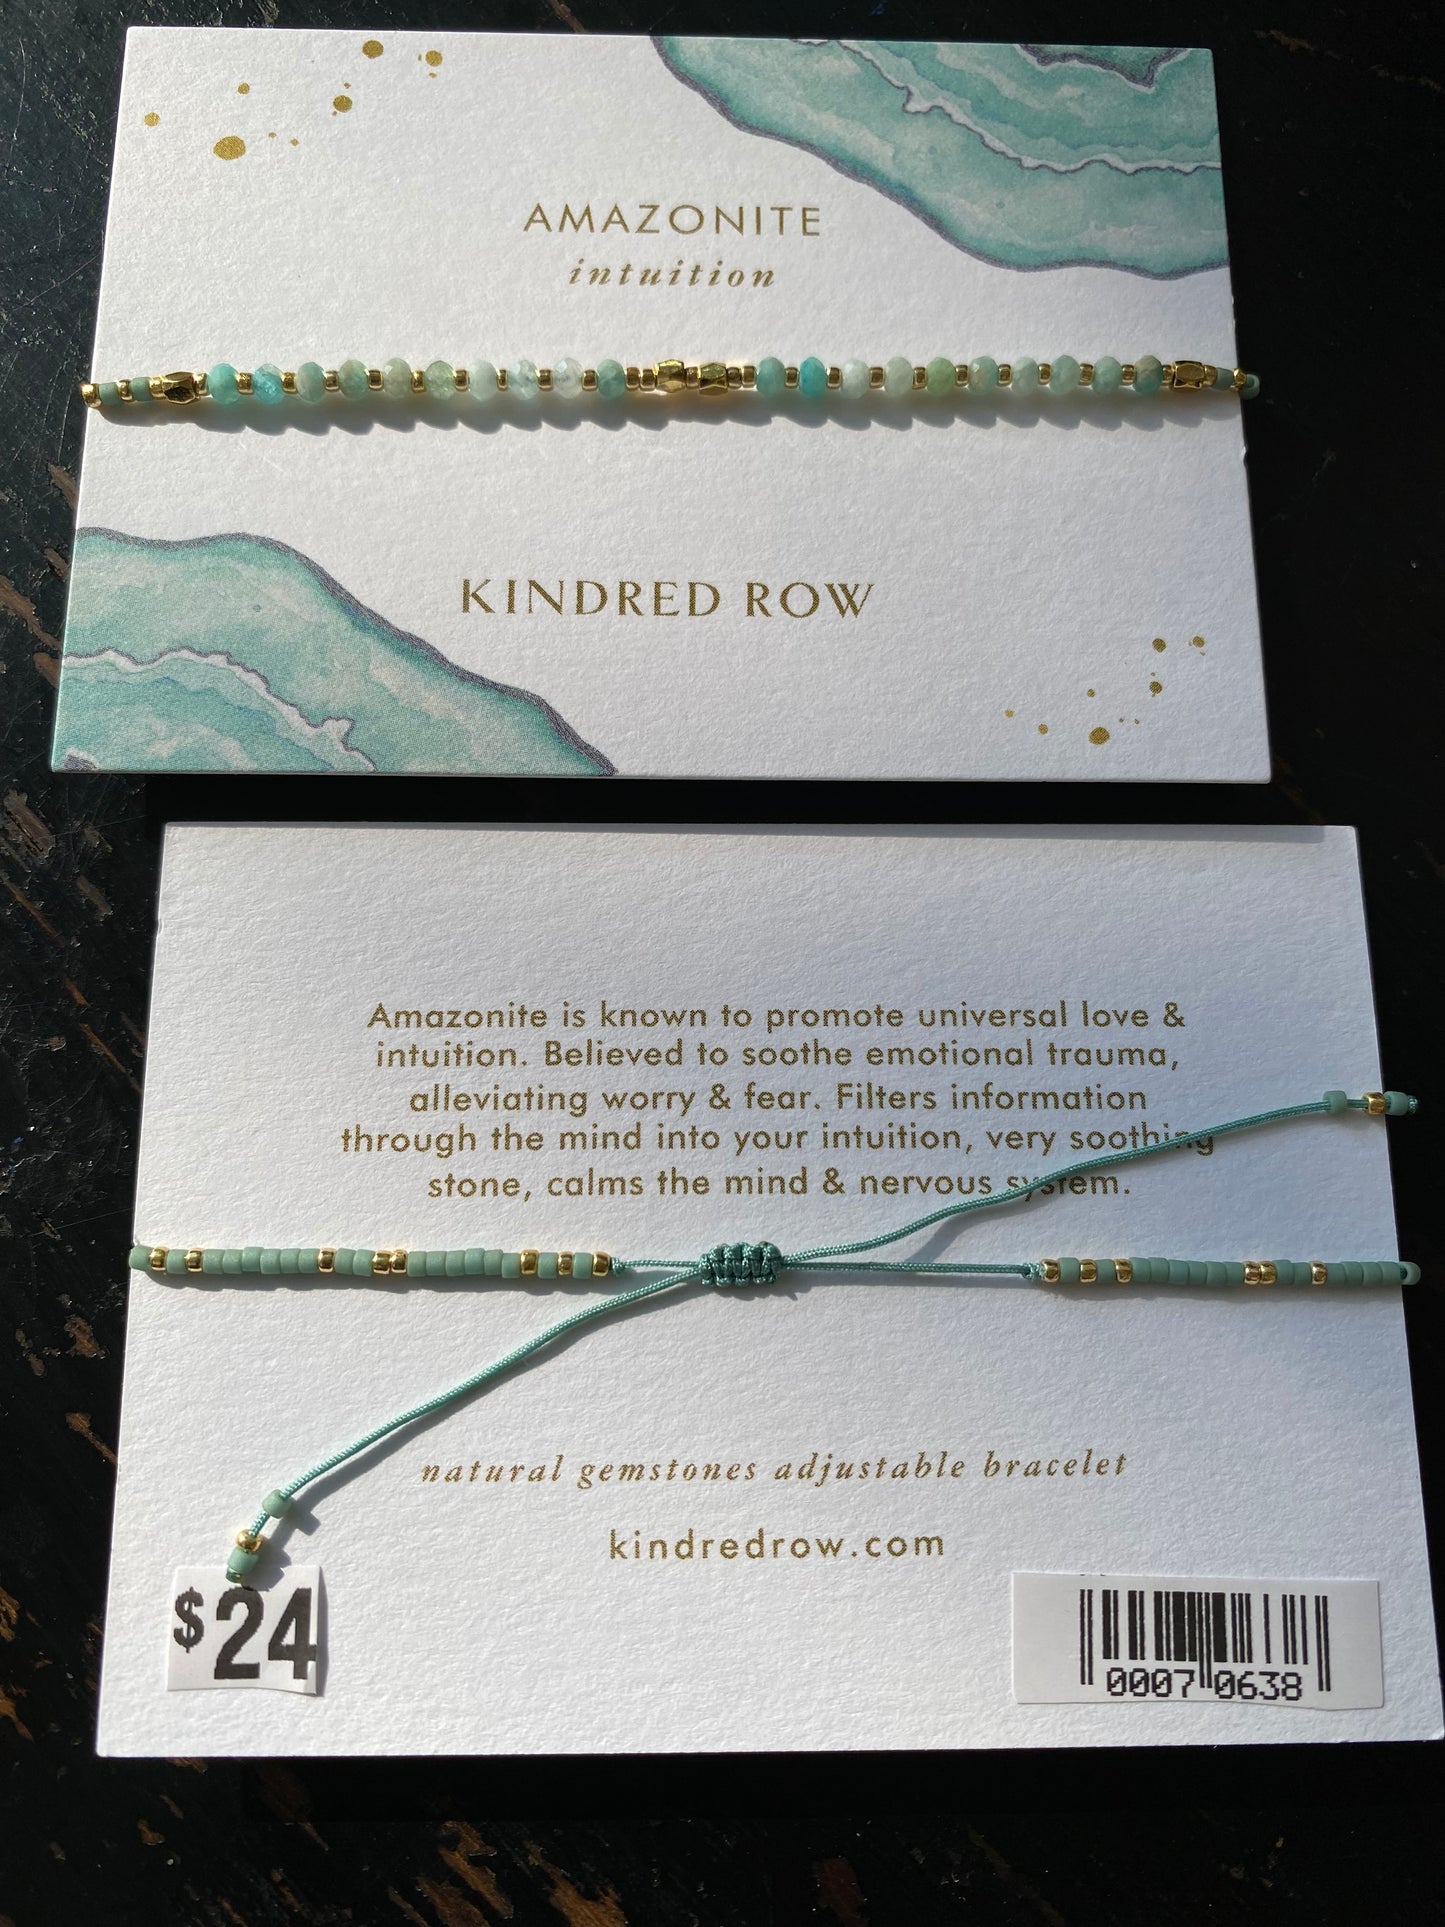 AMAZONITE
intuition
KINDRED ROW
Amazonite is known to promote universal love &
intuition. Believed to soothe emotional trauma,
alleviating worry & fear. Filters information
through the mind into your intuition, very soothing
stone, calms the mind & nervous system.
natural gemstones adjustable bracelet
kindredrow.com
$24
0007 0638